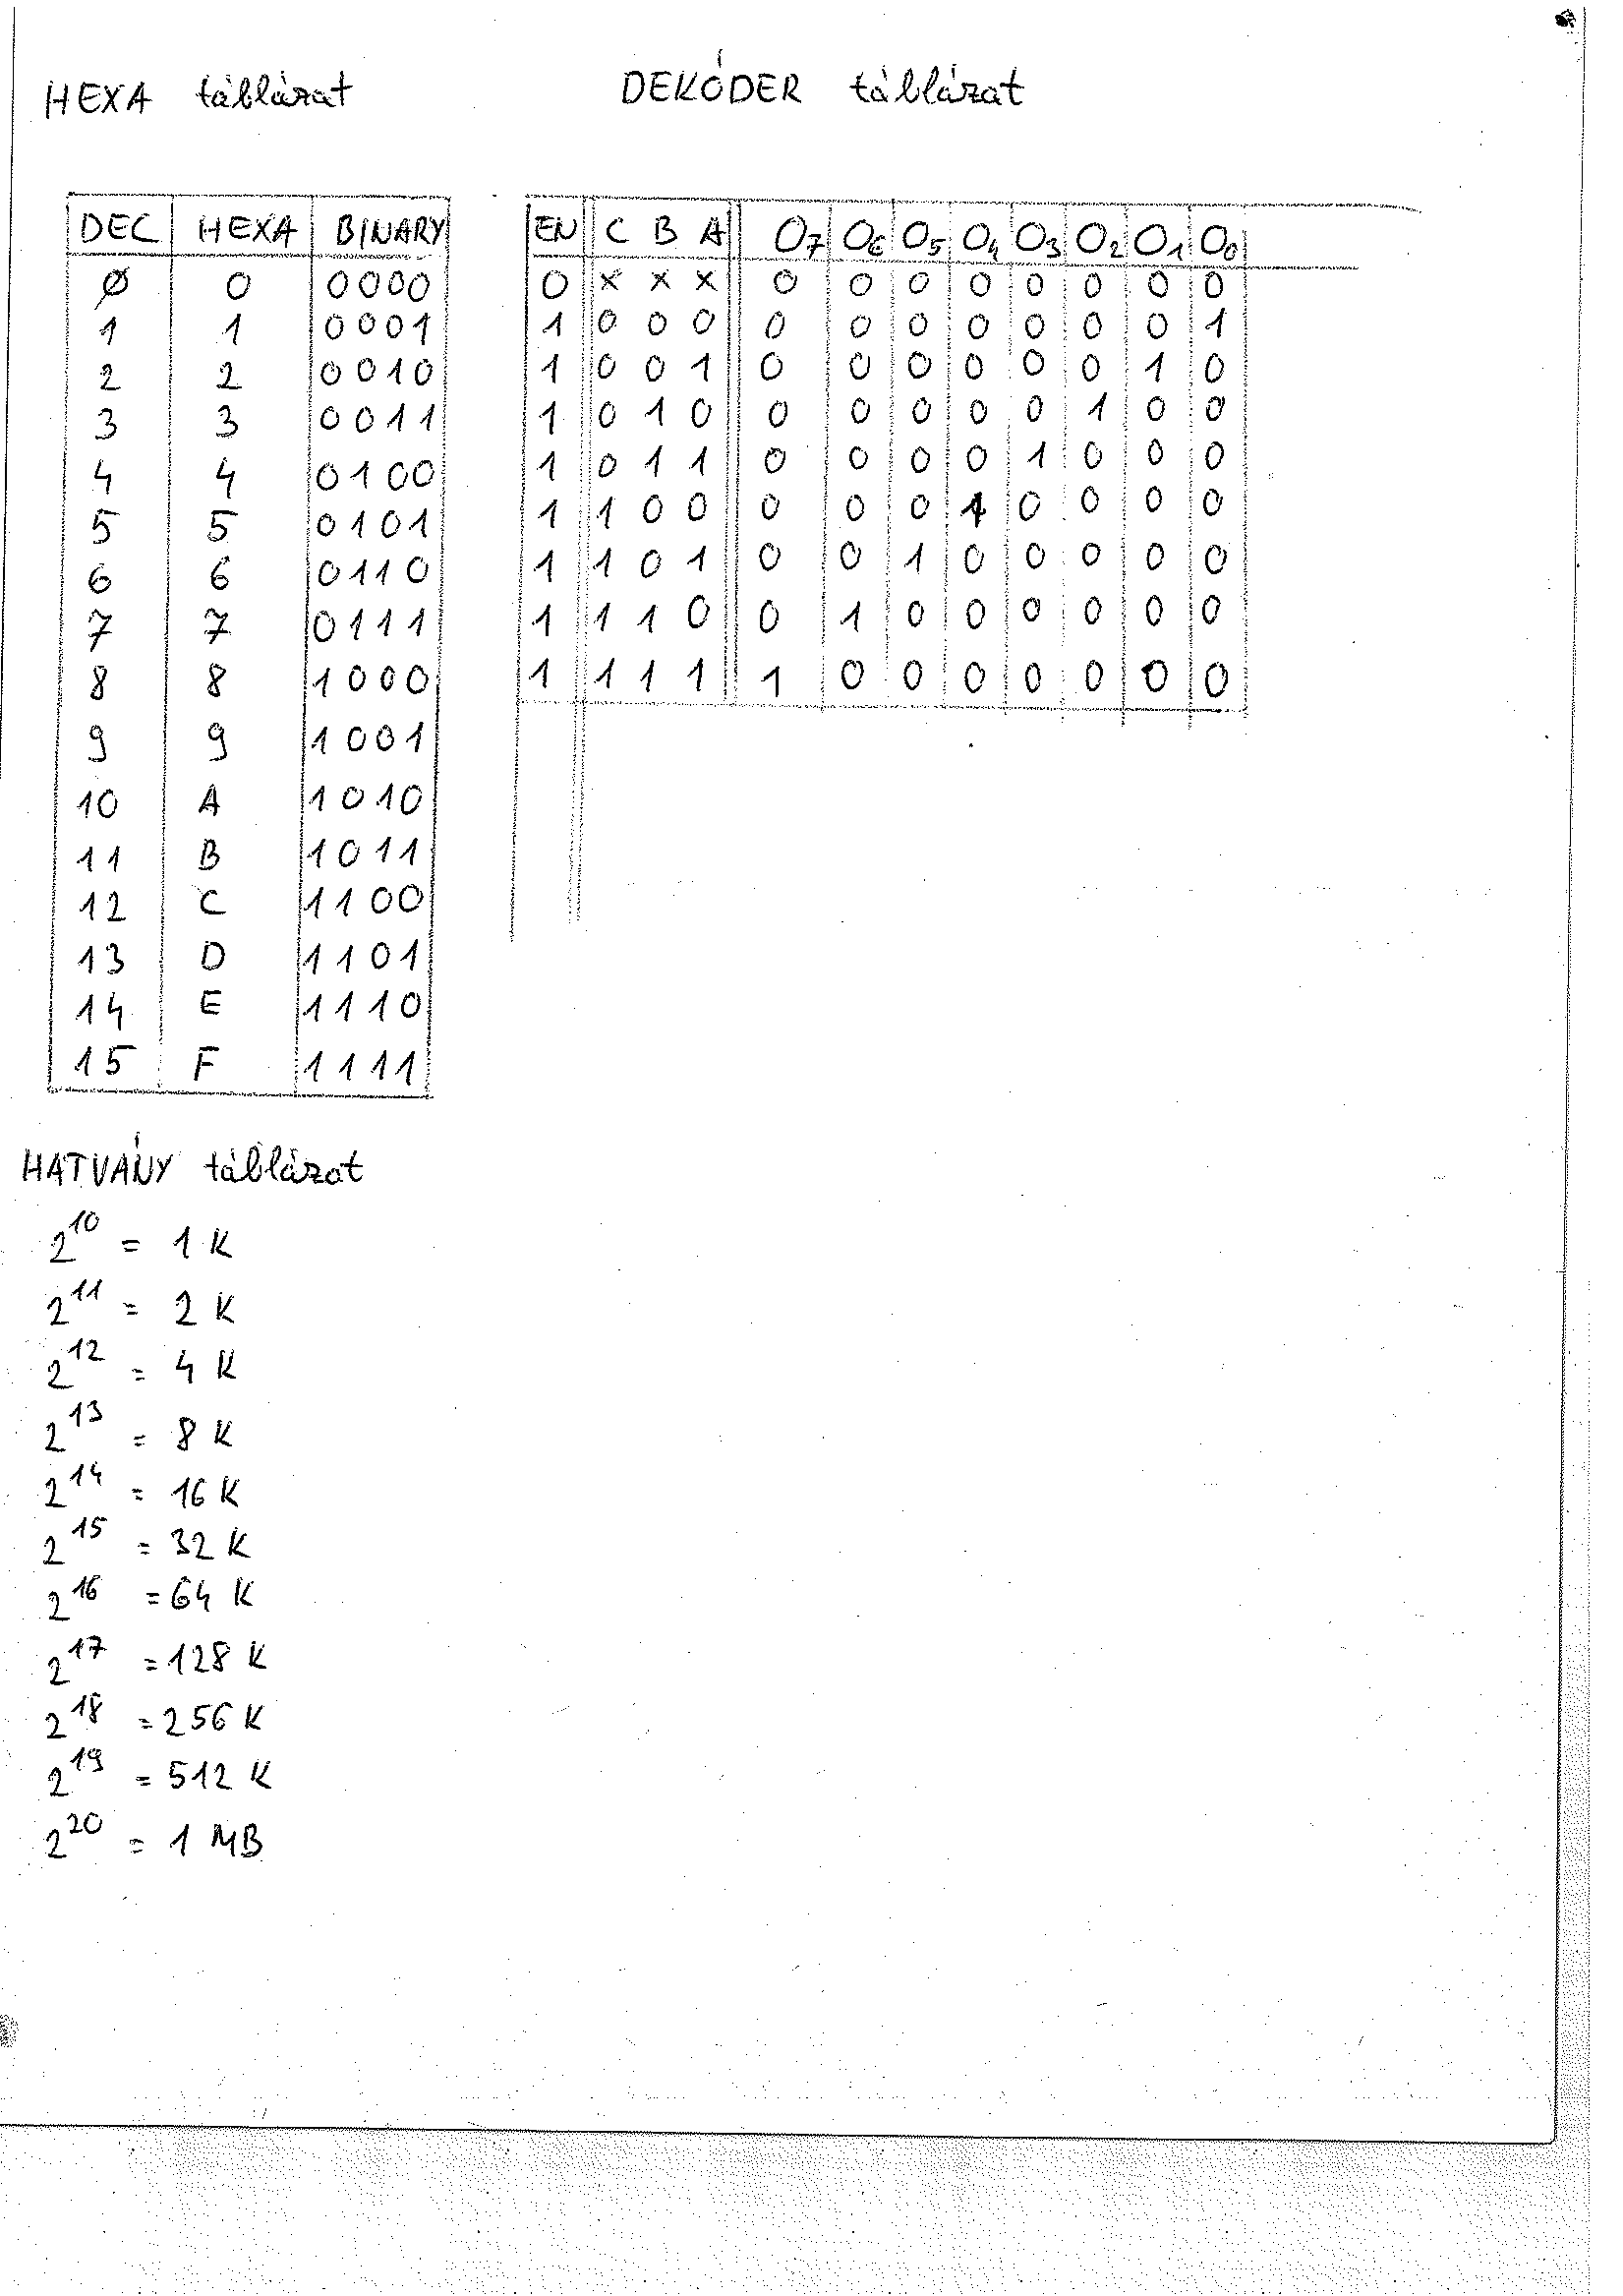 HEXA táblázat
DEKÓDER táblázat
DEC HEXA BINARY
Ø 0 0000
1 1 0001
2 2 0010
3 3 0011
4 4 0100
5 5 0101
6 6 0110
7 7 0111
8 8 1000
9 9 1001
10 A 1010
11 B 1011
12 C 1100
13 D 1101
14 E 1110
15 F 1111
EN C B A O7 O6 O5 O4 O3 O2 O1 O0
0 x x x 0 0 0 0 0 0 0 0
1 0 0 0 0 0 0 0 0 0 0 1
1 0 0 1 0 0 0 0 0 0 1 0
1 0 1 0 0 0 0 0 0 1 0 0
1 0 1 1 0 0 0 0 1 0 0 0
1 1 0 0 0 0 0 1 0 0 0 0
1 1 0 1 0 0 1 0 0 0 0 0
1 1 1 0 0 1 0 0 0 0 0 0
1 1 1 1 1 0 0 0 0 0 0 0
HATVÁNY táblázat
2^10 = 1 K
2^11 = 2 K
2^12 = 4 K
2^13 = 8 K
2^14 = 16 K
2^15 = 32 K
2^16 = 64 K
2^17 = 128 K
2^18 = 256 K
2^19 = 512 K
2^20 = 1 MB